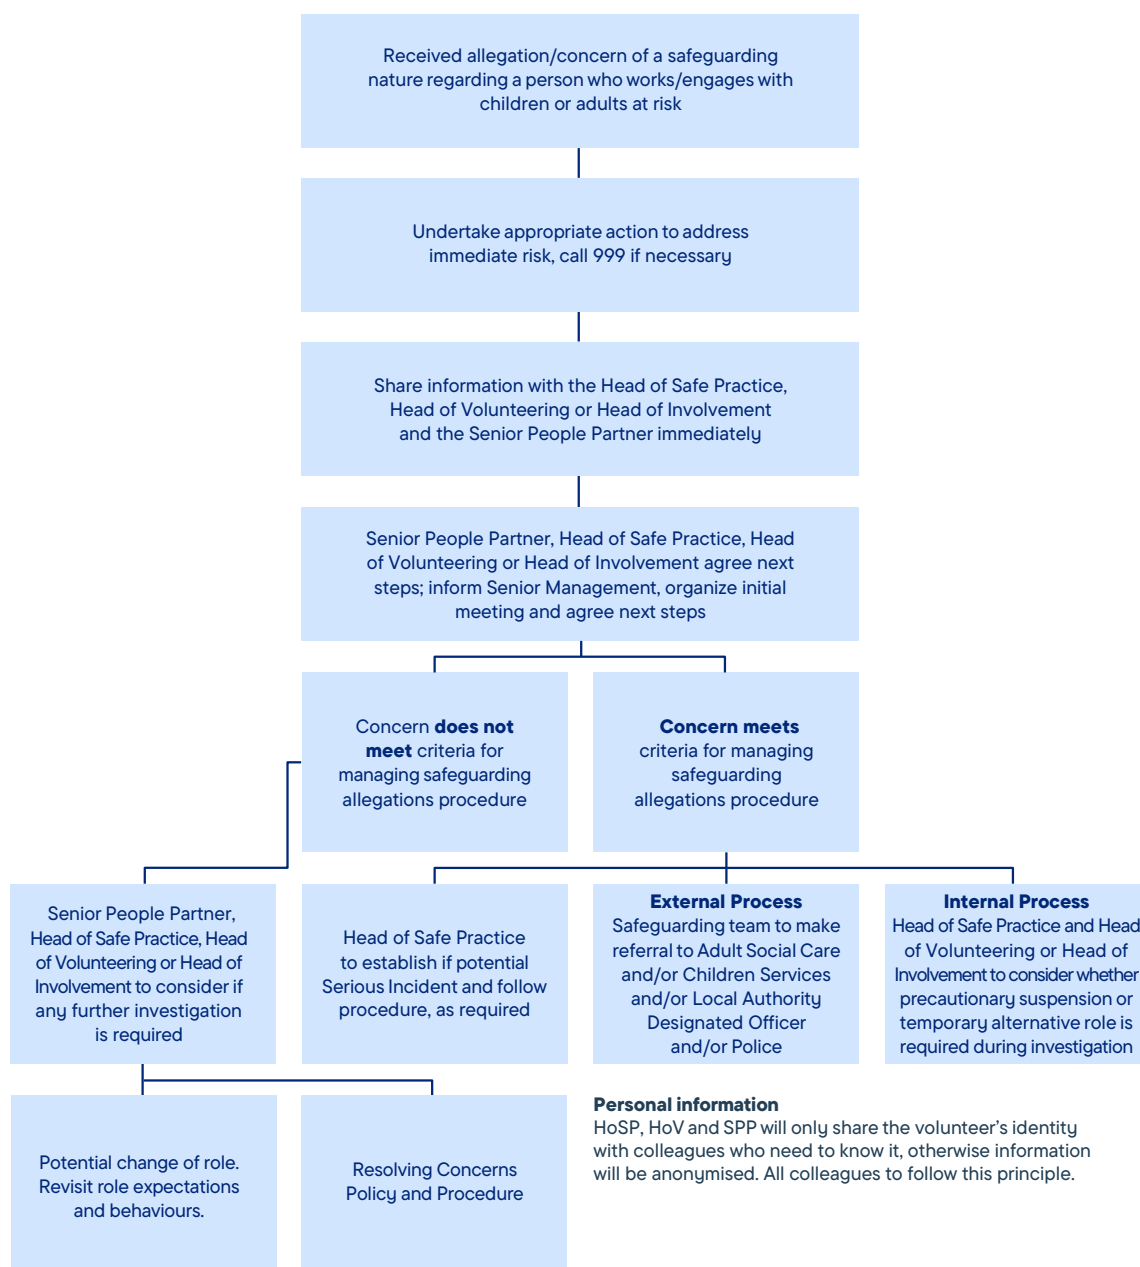 Received allegation/concern of a safeguarding
nature regarding a person who works/engages with
children or adults at risk
Undertake appropriate action to address
immediate risk, call 999 if necessary
Share information with the Head of Safe Practice,
Head of Volunteering or Head of Involvement
and the Senior People Partner immediately
Senior People Partner, Head of Safe Practice, Head
of Volunteering or Head of Involvement agree next
steps; inform Senior Management, organize initial
meeting and agree next steps
Concern does not
meet criteria for
managing safeguarding
allegations procedure
Concern meets
criteria for managing
safeguarding
allegations procedure
Senior People Partner,
Head of Safe Practice, Head
of Volunteering or Head of
Involvement to consider if
any further investigation
is required
Head of Safe Practice
to establish if potential
Serious Incident and follow
procedure, as required
External Process
Safeguarding team to make
referral to Adult Social Care
and/or Children Services
and/or Local Authority
Designated Officer
and/or Police
Internal Process
Head of Safe Practice and Head
of Volunteering or Head of
Involvement to consider whether
precautionary suspension or
temporary alternative role is
required during investigation
Potential change of role.
Revisit role expectations
and behaviours.
Resolving Concerns
Policy and Procedure
Personal information
HoSP, HoV and SPP will only share the volunteer's identity
with colleagues who need to know it, otherwise information
will be anonymised. All colleagues to follow this principle.